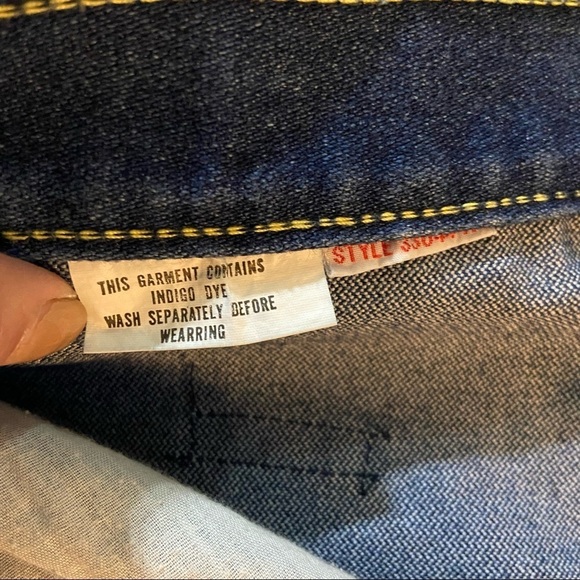 THIS GARMENT CONTAINS
INDIGO DYE
WASH SEPARATELY BEFORE
WEARRING
STYLE